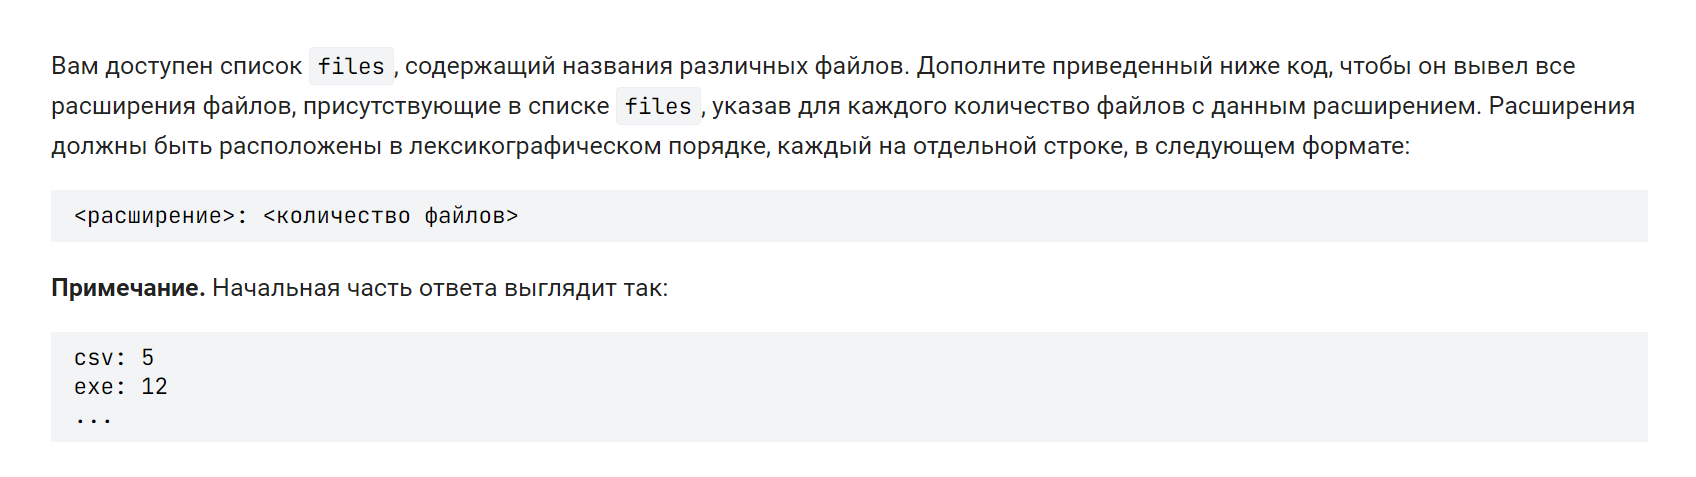 Вам доступен список files, содержащий названия различных файлов. Дополните приведенный ниже код, чтобы он вывел все
расширения файлов, присутствующие в списке files, указав для каждого количество файлов с данным расширением. Расширения
должны быть расположены в лексикографическом порядке, каждый на отдельной строке, в следующем формате:
<расширение>: <количество файлов>
Примечание. Начальная часть ответа выглядит так:
csv: 5
exe: 12
...